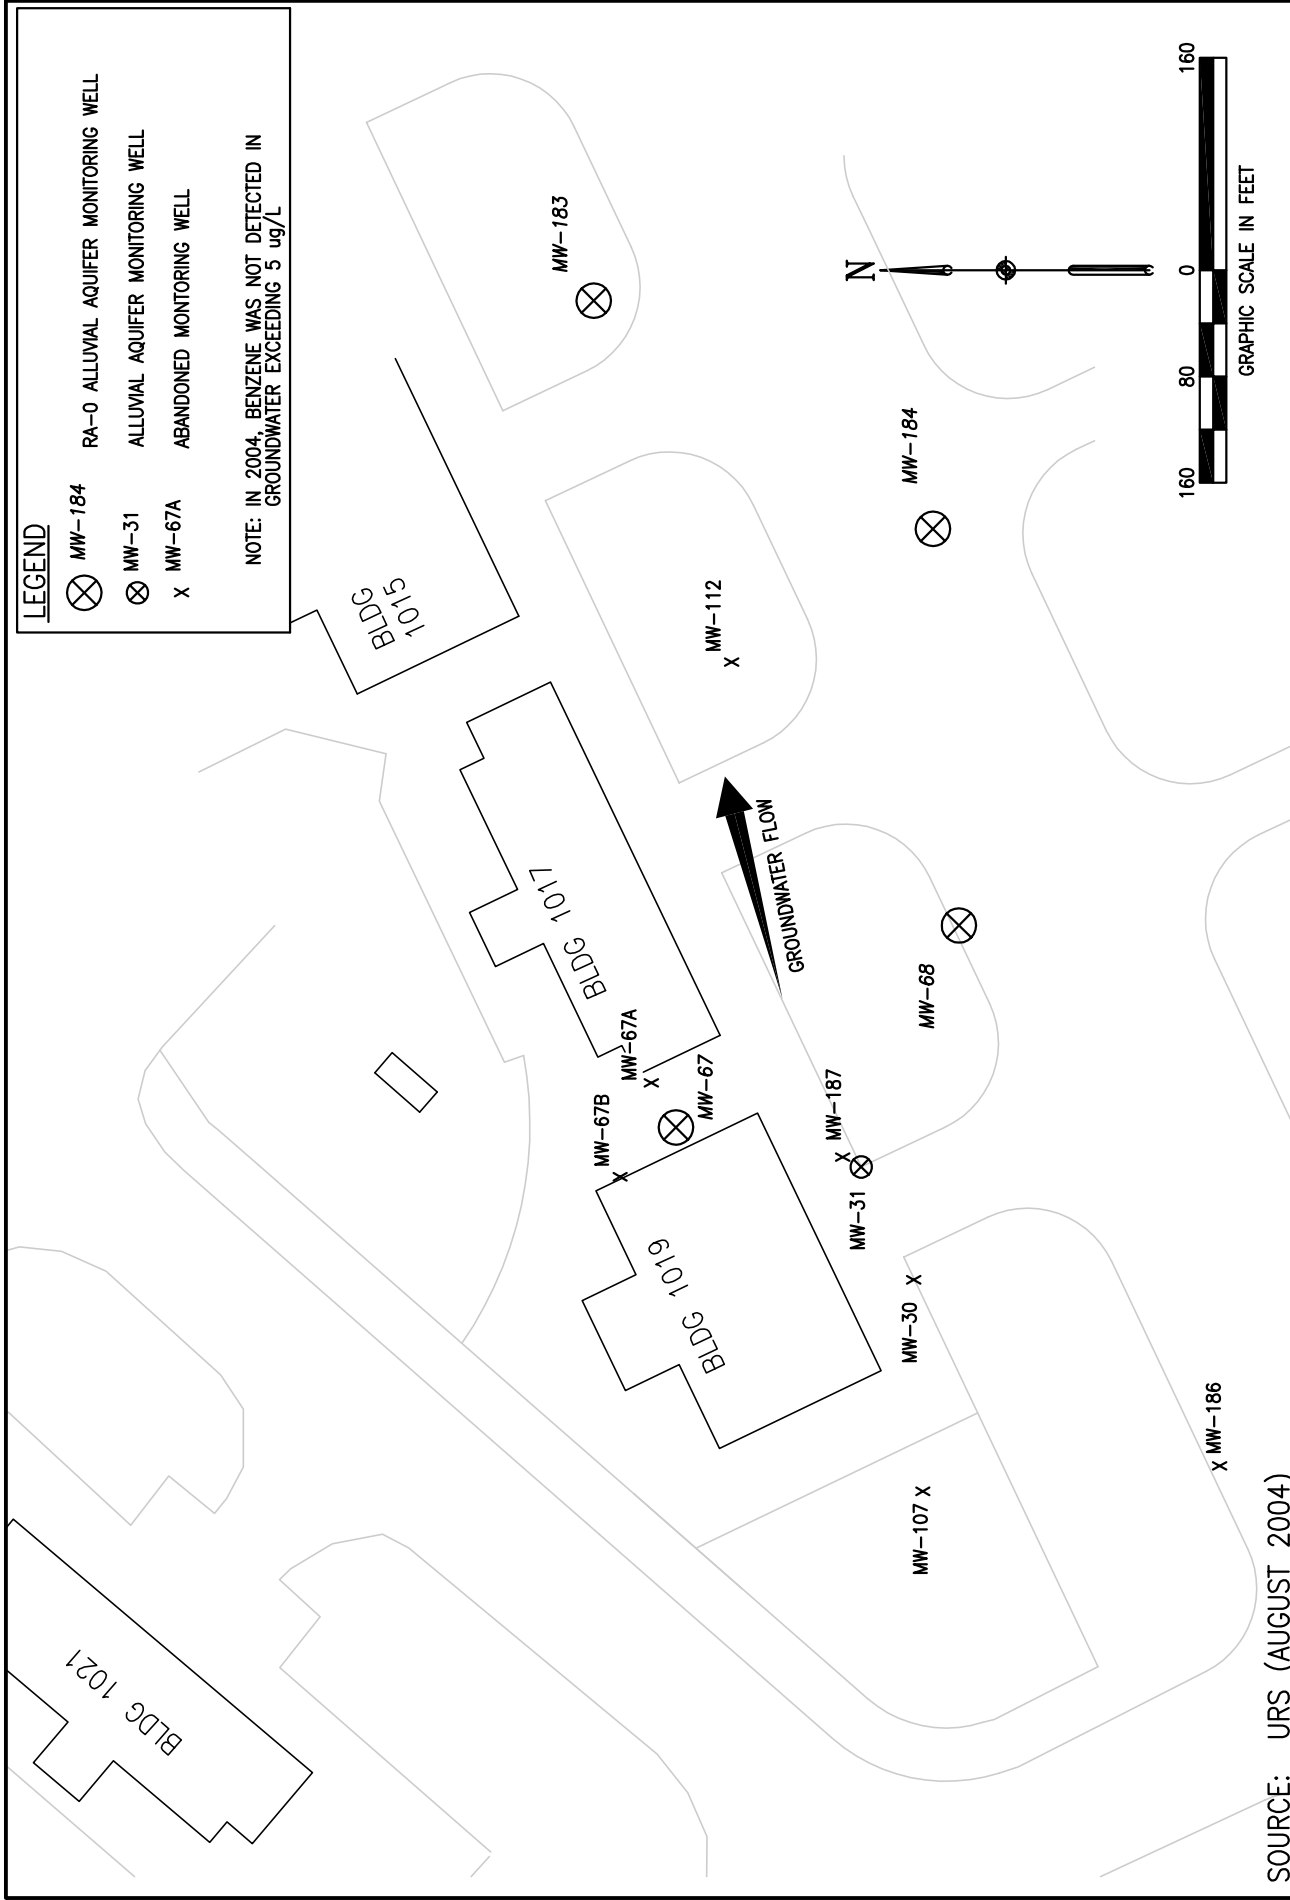 LEGEND
MW-184 RA-O ALLUVIAL AQUIFER MONITORING WELL
MW-31 ALLUVIAL AQUIFER MONITORING WELL
X MW-67A ABANDONED MONTORING WELL
NOTE: IN 2004, BENZENE WAS NOT DETECTED IN
GROUNDWATER EXCEEDING 5 ug/L
BLDG 1021
BLDG
1015
BLDG 1017
BLDG 1019
MW-183
MW-67B
X
MW-67A
X
MW-67
MW-112
X
GROUNDWATER FLOW
MW-187
X
MW-31
MW-30 X
MW-107 X
MW-68
MW-184
X MW-186
N
160 80 0 160
GRAPHIC SCALE IN FEET
SOURCE: URS (AUGUST 2004)